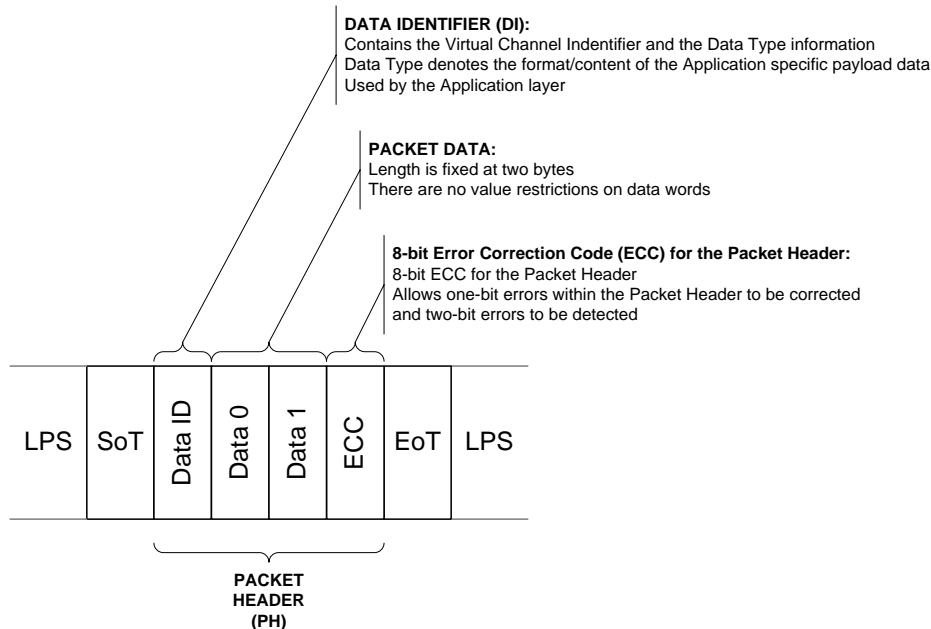 DATA IDENTIFIER (DI):
Contains the Virtual Channel Indentifier and the Data Type information
Data Type denotes the format/content of the Application specific payload data
Used by the Application layer
PACKET DATA:
Length is fixed at two bytes
There are no value restrictions on data words
8-bit Error Correction Code (ECC) for the Packet Header:
8-bit ECC for the Packet Header
Allows one-bit errors within the Packet Header to be corrected
and two-bit errors to be detected
LPS
SoT
Data ID
Data 0
Data 1
ECC
EoT
LPS
PACKET
HEADER
(PH)